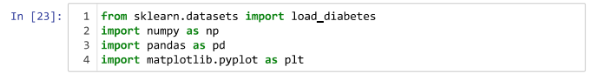 In [23]:
1 from sklearn.datasets import load_diabetes
2 import numpy as np
3 import pandas as pd
4 import matplotlib.pyplot as plt